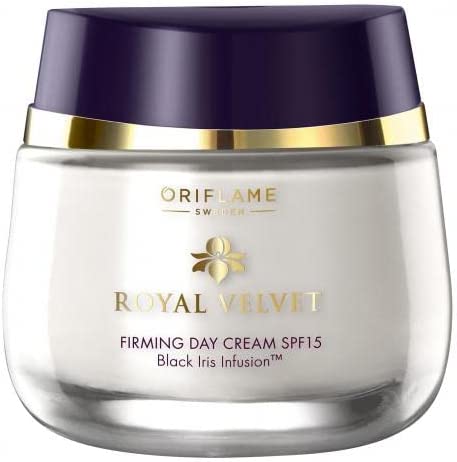 ORIFLAME
SWEDEN
ROYAL VELVET
FIRMING DAY CREAM SPF15
Black Iris Infusion™